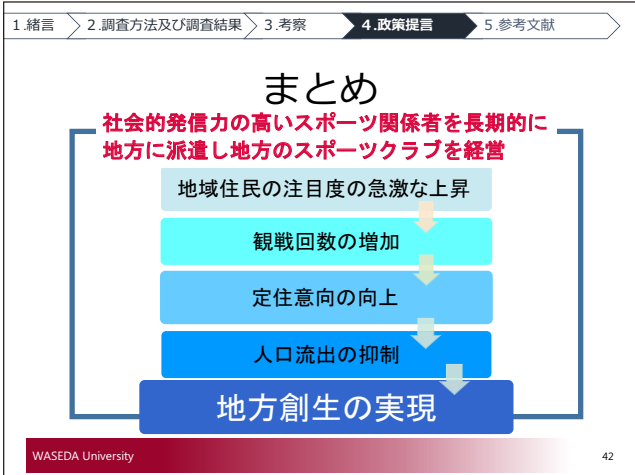 1.緒言 2.調査方法及び調査結果 3.考察 4.政策提言 5.参考文献
まとめ
社会的発信力の高いスポーツ関係者を長期的に
地方に派遣し地方のスポーツクラブを経営
地域住民の注目度の急激な上昇
観戦回数の増加
定住意向の向上
人口流出の抑制
地方創生の実現
WASEDA University 42